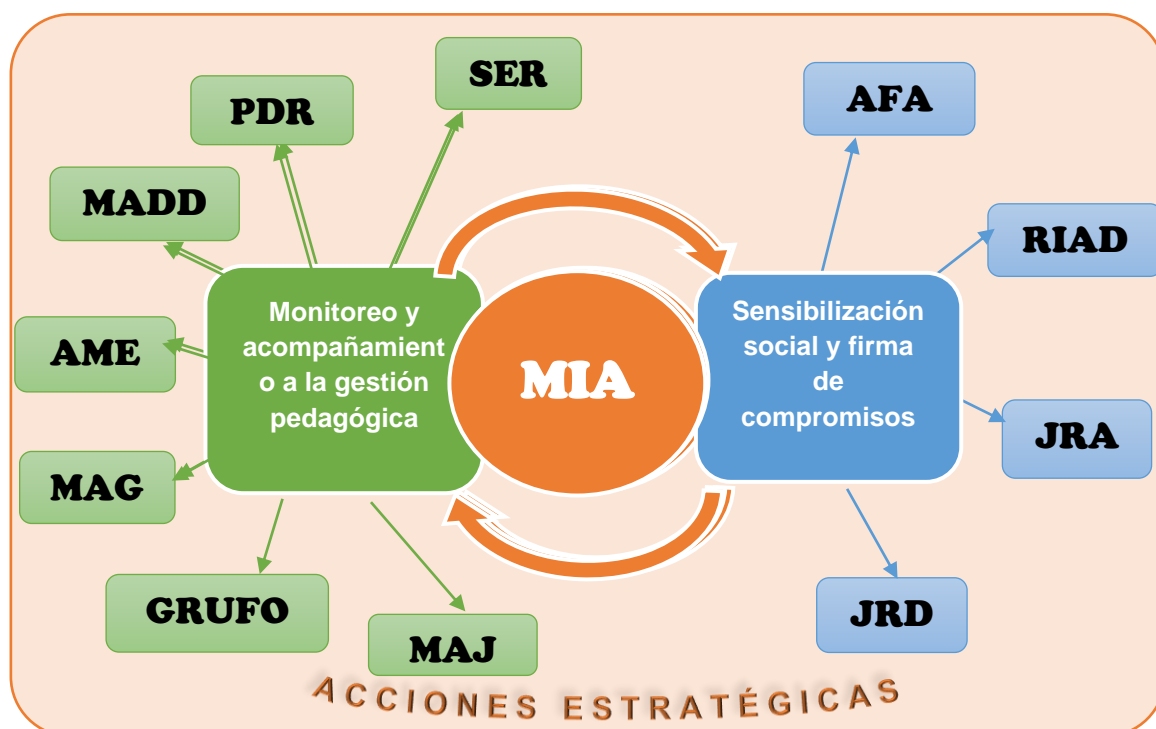 SER
PDR
MADD
AME
MAG
GRUFO
MAJ
Monitoreo y
acompañamient
o a la gestión
pedagógica
MIA
Sensibilización
social y firma
de
compromisos
AFA
RIAD
JRA
JRD
ACCIONES ESTRATÉGICAS